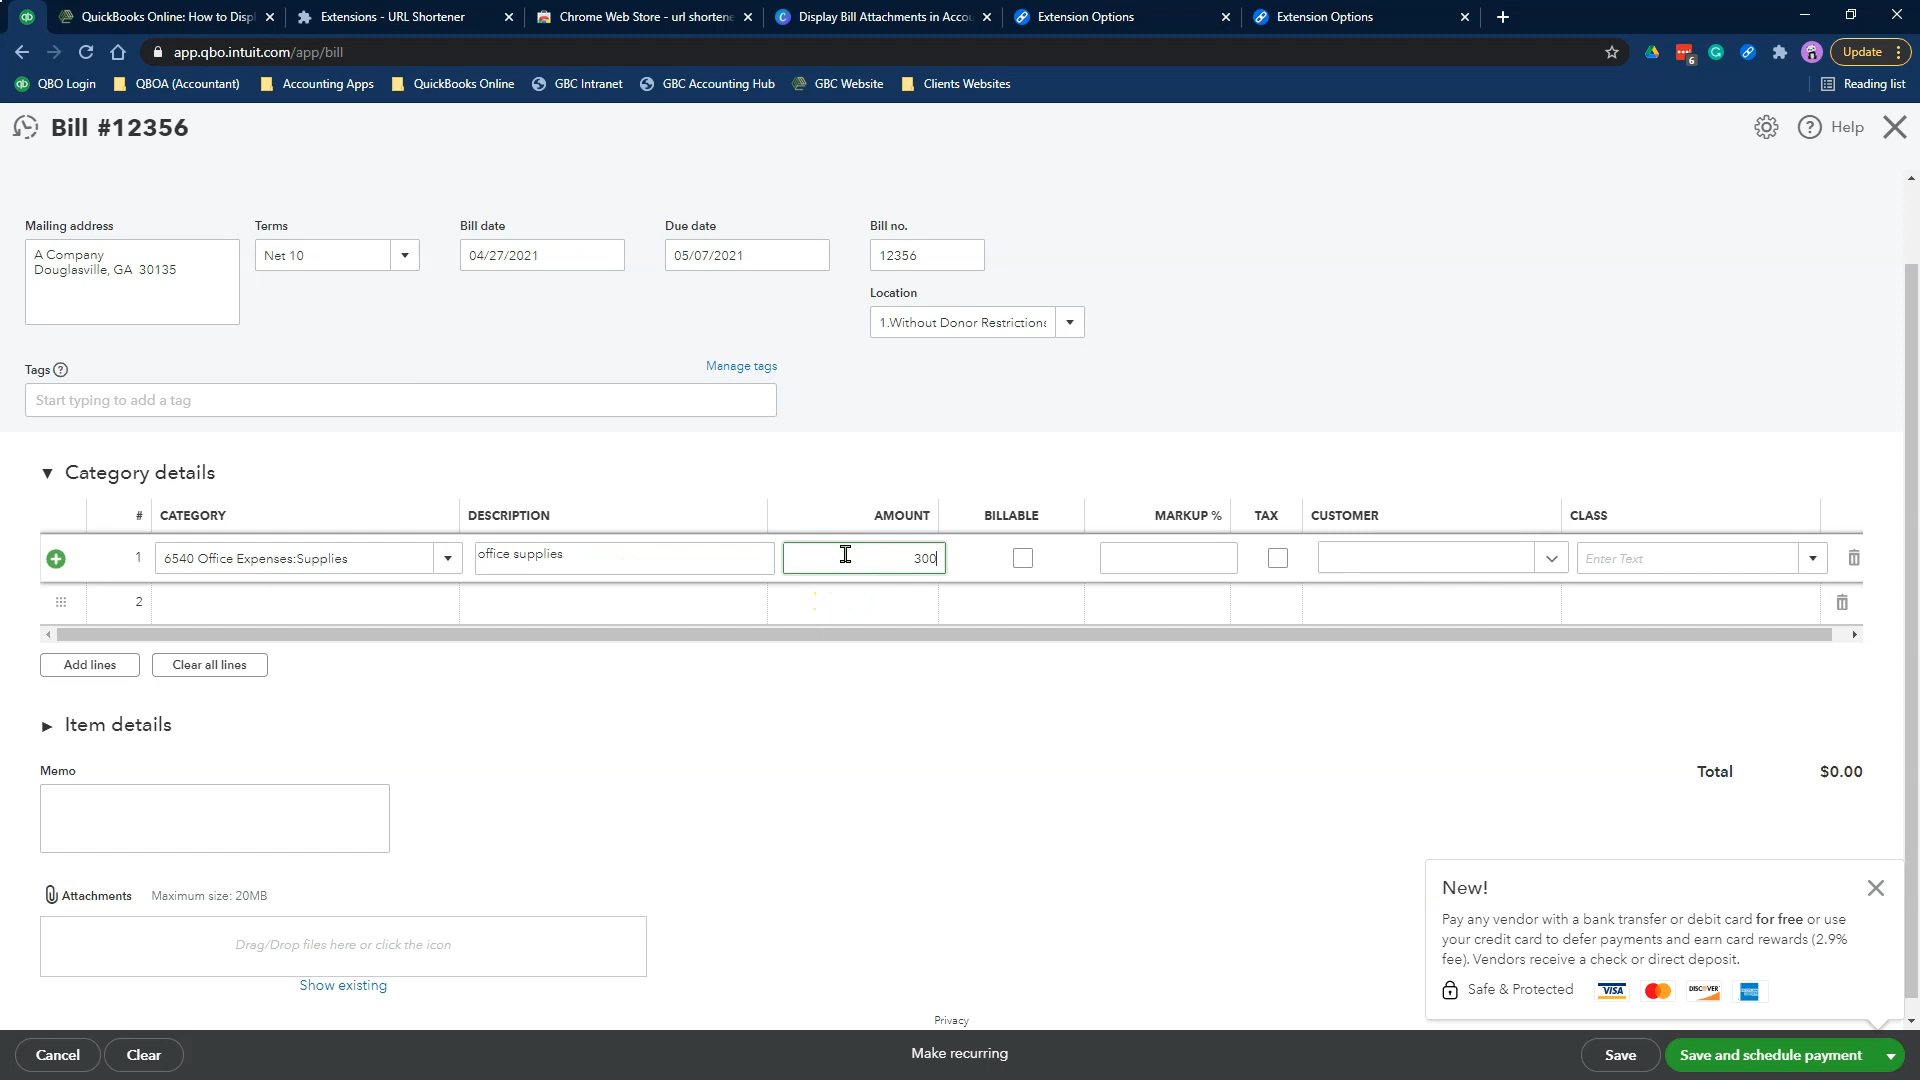 QuickBooks Online: How to Displ
Extensions - URL Shortener
Chrome Web Store - url shortene
Display Bill Attachments in Accou
Extension Options
Extension Options
app.qbo.intuit.com/app/bill
6
Update
QBO Login
QBOA (Accountant)
Accounting Apps
QuickBooks Online
GBC Intranet
GBC Accounting Hub
GBC Website
Clients Websites
Reading list
Bill #12356
Help
Mailing address
Terms
Bill date
Due date
Bill no.
A Company
Douglasville, GA 30135
Net 10
04/27/2021
05/07/2021
12356
Location
1.Without Donor Restrictions
Tags
Manage tags
Start typing to add a tag
Category details
# CATEGORY DESCRIPTION AMOUNT BILLABLE MARKUP % TAX CUSTOMER CLASS
1 6540 Office Expenses:Supplies office supplies 300 Enter Text
2
Add lines
Clear all lines
Item details
Memo
Total $0.00
Attachments Maximum size: 20MB
Drag/Drop files here or click the icon
Show existing
New!
Pay any vendor with a bank transfer or debit card for free or use
your credit card to defer payments and earn card rewards (2.9%
fee). Vendors receive a check or direct deposit.
Safe & Protected
VISA
DISCOVER
Privacy
Cancel
Clear
Make recurring
Save
Save and schedule payment